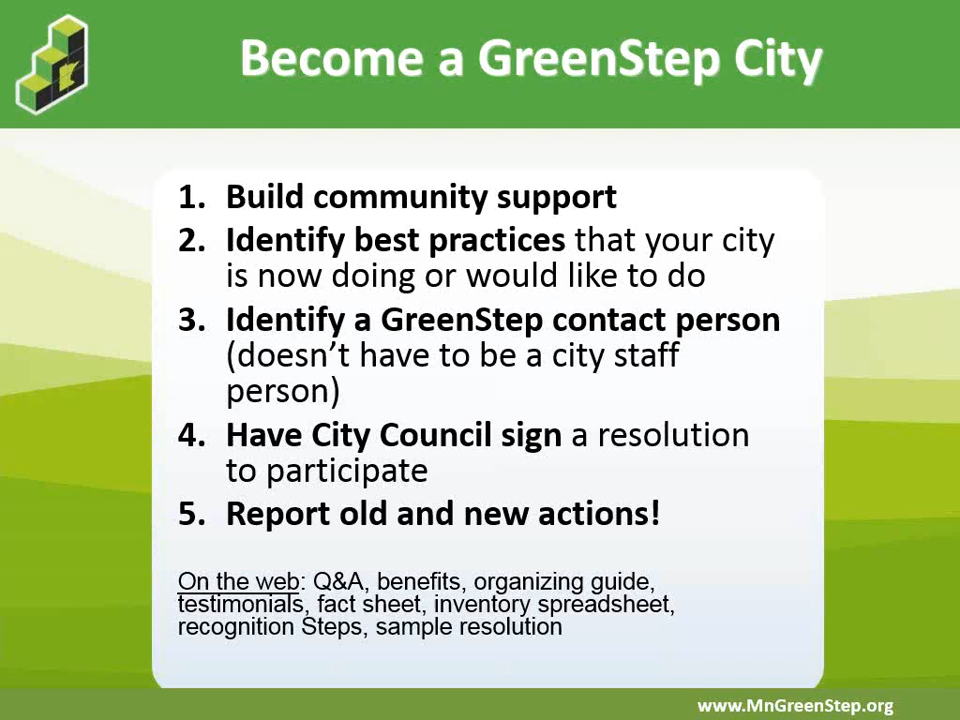 Become a GreenStep City
1. Build community support
2. Identify best practices that your city
is now doing or would like to do
3. Identify a GreenStep contact person
(doesn't have to be a city staff
person)
4. Have City Council sign a resolution
to participate
5. Report old and new actions!
On the web: Q&A, benefits, organizing guide,
testimonials, fact sheet, inventory spreadsheet,
recognition Steps, sample resolution
www.MnGreenStep.org